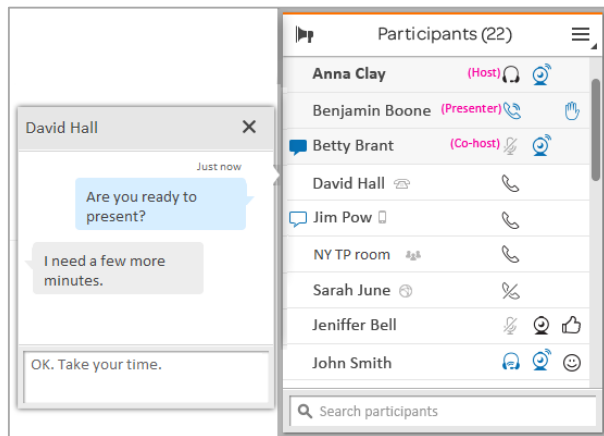 Participants (22)
Anna Clay (Host)
Benjamin Boone (Presenter)
Betty Brant (Co-host)
David Hall
Jim Pow
NY TP room
Sarah June
Jeniffer Bell
John Smith
Search participants
David Hall
Just now
Are you ready to
present?
I need a few more
minutes.
OK. Take your time.